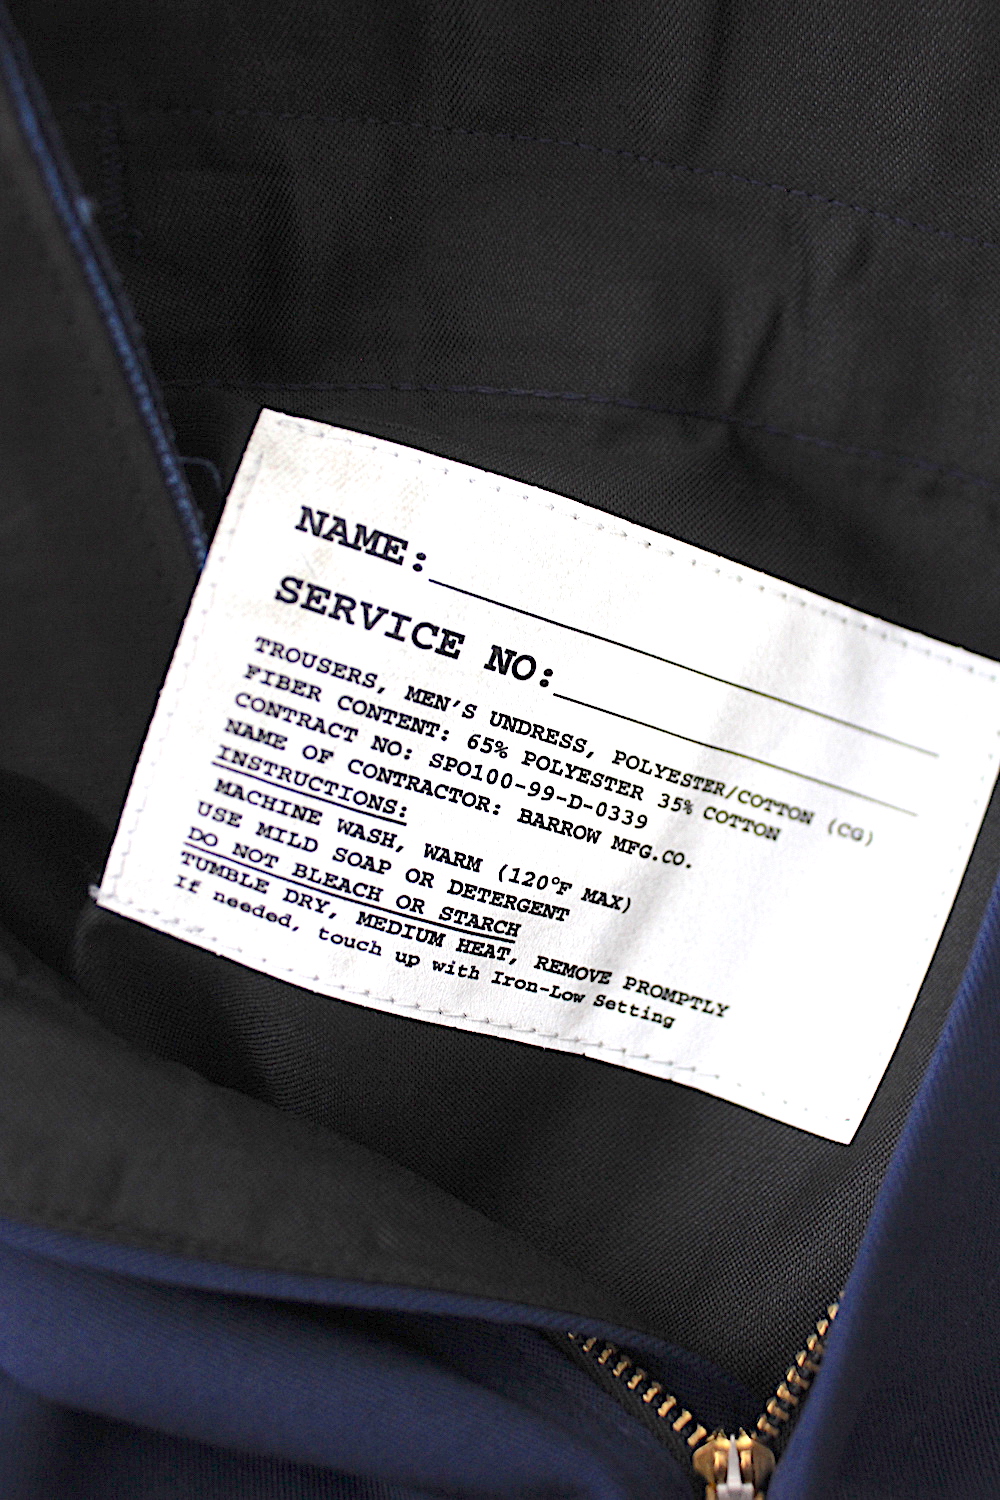 NAME:
SERVICE NO:
TROUSERS, MEN'S UNDRESS, POLYESTER/COTTON (CG)
FIBER CONTENT: 65% POLYESTER 35% COTTON
CONTRACT NO: SPO100-99-D-0339
NAME OF CONTRACTOR: BARROW MFG.CO.
INSTRUCTIONS:
MACHINE WASH, WARM (120°F MAX)
USE MILD SOAP OR DETERGENT
DO NOT BLEACH OR STARCH
TUMBLE DRY, MEDIUM HEAT, REMOVE PROMPTLY
If needed, touch up with Iron-Low Setting